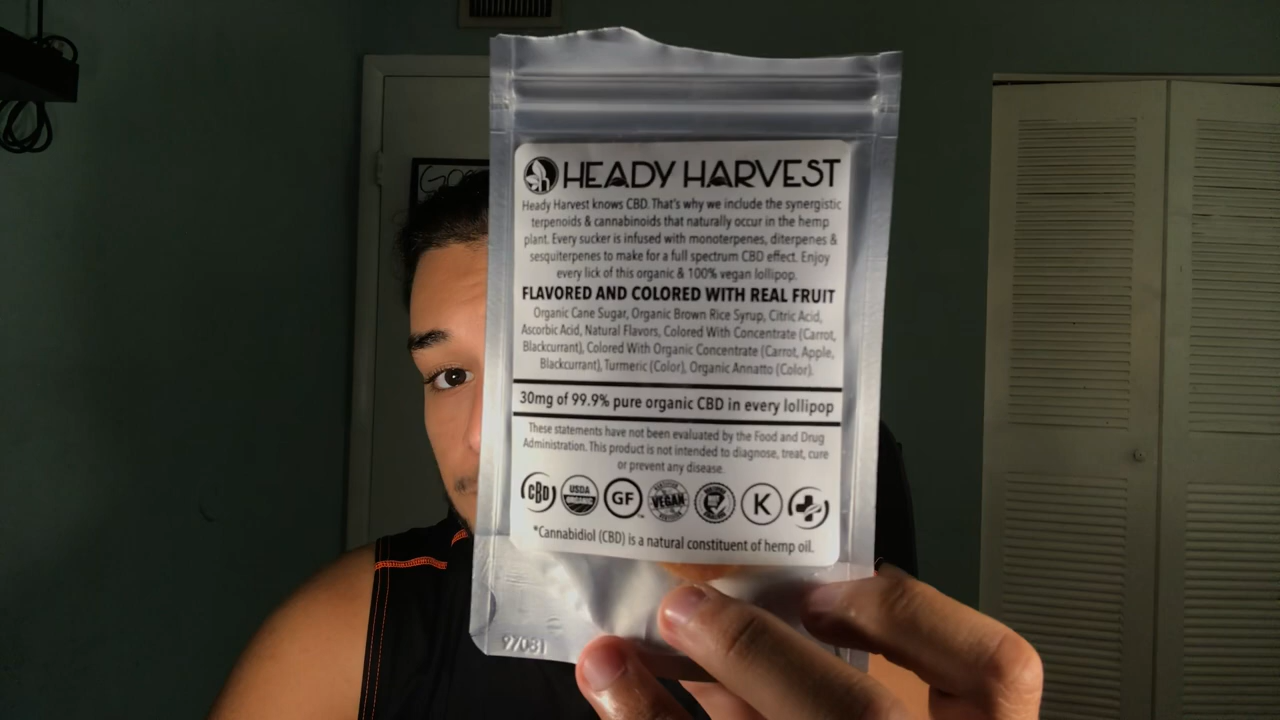 GO
HEADY HARVEST
Heady Harvest knows CBD. That's why we include the synergistic
terpenoids & cannabinoids that naturally occur in the hemp
plant. Every sucker is infused with monoterpenes, diterpenes &
sesquiterpenes to make for a full spectrum CBD effect. Enjoy
every lick of this organic & 100% vegan lollipop.
FLAVORED AND COLORED WITH REAL FRUIT
Organic Cane Sugar, Organic Brown Rice Syrup, Citric Acid,
Ascorbic Acid, Natural Flavors, Colored With Concentrate (Carrot,
Blackcurrant), Colored With Organic Concentrate (Carrot, Apple,
Blackcurrant), Turmeric (Color), Organic Annatto (Color).
30mg of 99.9% pure organic CBD in every lollipop
These statements have not been evaluated by the Food and Drug
Administration. This product is not intended to diagnose, treat, cure
or prevent any disease.
CBD USDA ORGANIC GF VEGAN K
*Cannabidiol (CBD) is a natural constituent of hemp oil.
97081